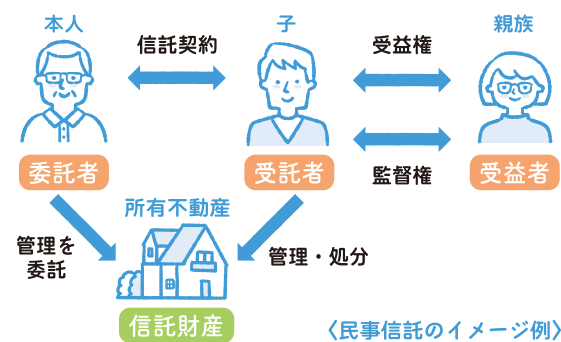 本人
子
親族
信託契約
受益権
監督権
委託者
受託者
受益者
所有不動産
管理を
委託
管理・処分
信託財産
〈民事信託のイメージ例〉